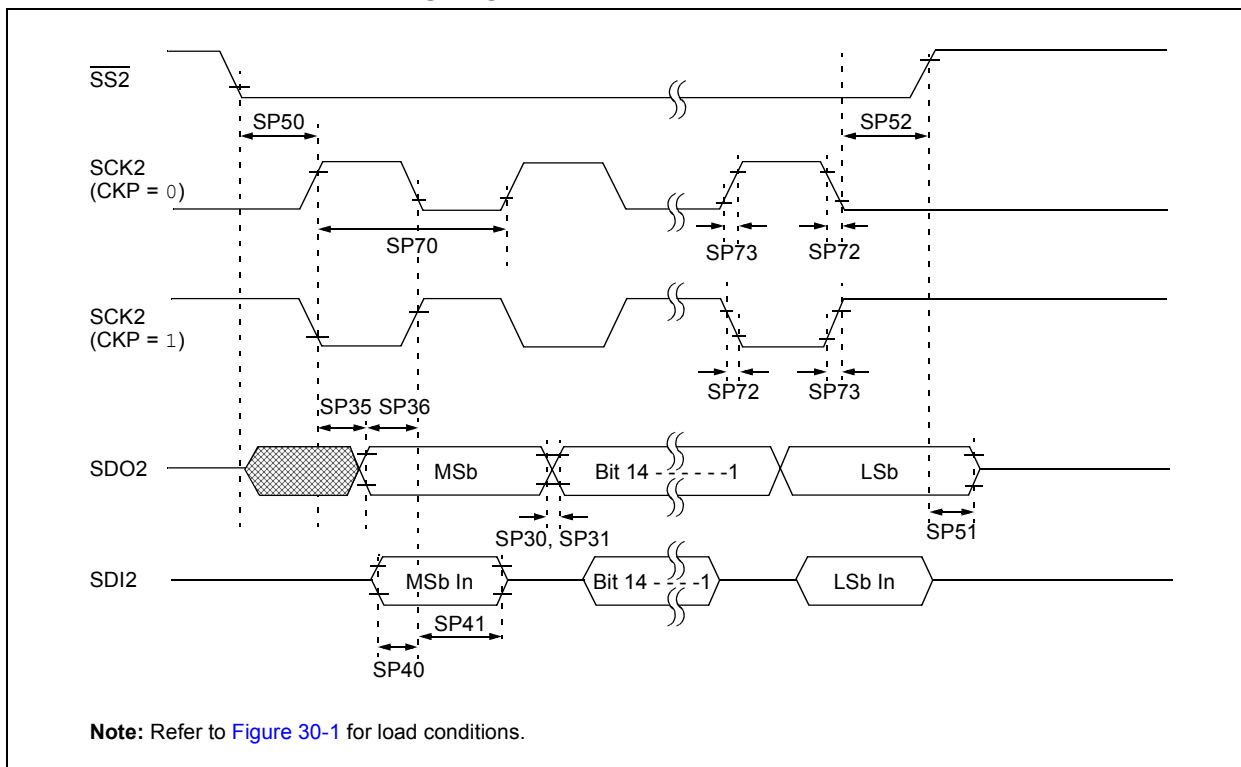 SS2
SP50
SP52
SCK2
(CKP = 0)
SP70
SP73
SP72
SCK2
(CKP = 1)
SP72
SP73
SP35 SP36
SDO2
MSb
Bit 14 - - - - - -1
LSb
SP30, SP31
SP51
SDI2
MSb In
Bit 14 - - - -1
LSb In
SP41
SP40
Note: Refer to Figure 30-1 for load conditions.